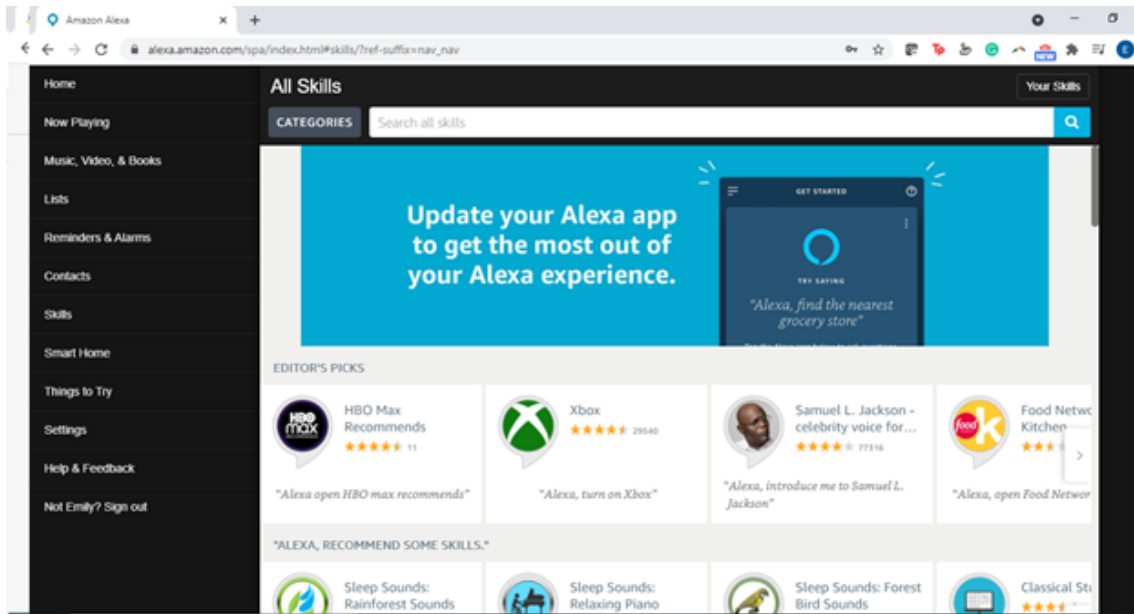 Amazon Alexa
alexa.amazon.com/spa/index.html#skills/?ref-suffix=nav_nav
NEW
E
Home
Now Playing
Music, Video, & Books
Lists
Reminders & Alarms
Contacts
Skills
Smart Home
Things to Try
Settings
Help & Feedback
Not Emily? Sign out
All Skills
Your Skills
CATEGORIES
Search all skills
Update your Alexa app
to get the most out of
your Alexa experience.
GET STARTED
TRY SAYING
"Alexa, find the nearest
grocery store"
EDITOR'S PICKS
HBO
max
HBO Max
Recommends
11
"Alexa open HBO max recommends"
Xbox
29540
"Alexa, turn on Xbox"
Samuel L. Jackson -
celebrity voice for...
77316
"Alexa, introduce me to Samuel L.
Jackson"
food
k
Food Netwo
Kitchen
"Alexa, open Food Networ
"ALEXA, RECOMMEND SOME SKILLS."
Sleep Sounds:
Rainforest Sounds
Sleep Sounds:
Relaxing Piano
Sleep Sounds: Forest
Bird Sounds
Classical Stu